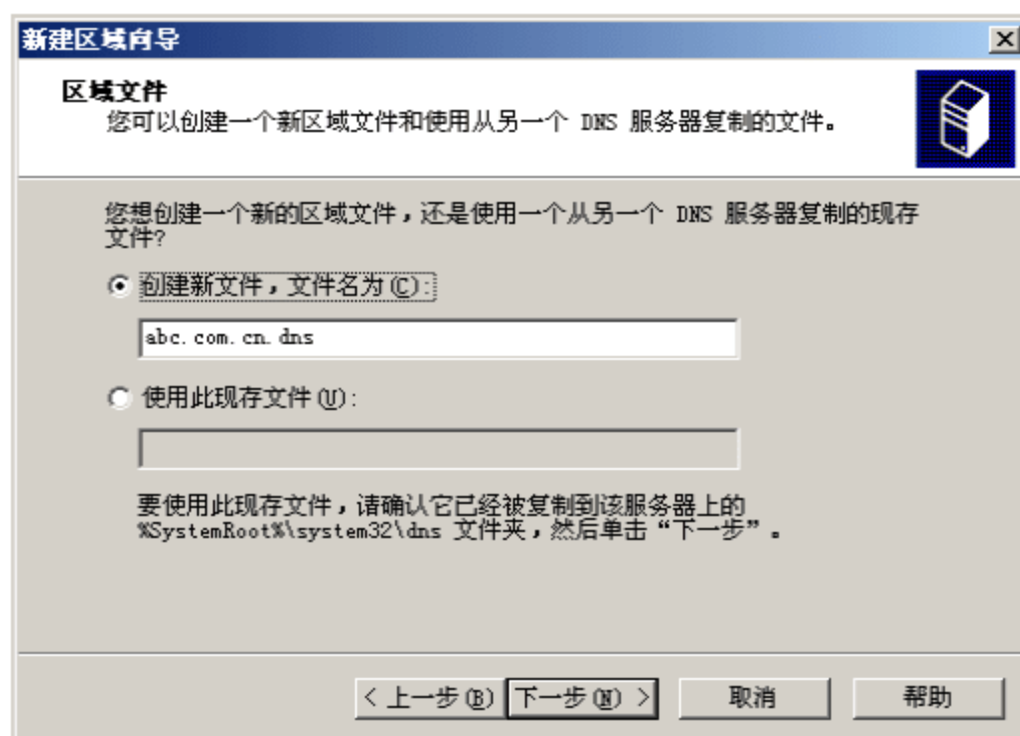 新建区域向导
区域文件
您可以创建一个新区域文件和使用从另一个 DNS 服务器复制的文件。
您想创建一个新的区域文件，还是使用一个从另一个 DNS 服务器复制的现存
文件?
创建新文件，文件名为(C):
abc.com.cn.dns
使用此现存文件(U):
要使用此现存文件，请确认它已经被复制到该服务器上的
%SystemRoot%\system32\dns 文件夹，然后单击“下一步”。
< 上一步(B) 下一步(N) > 取消 帮助